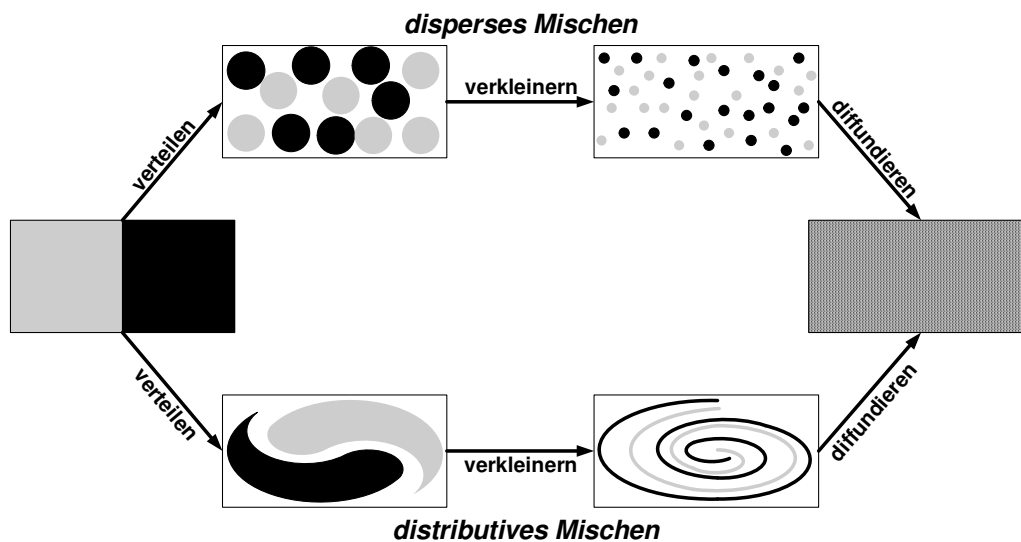 disperses Mischen
verteilen
verkleinern
diffundieren
verteilen
verkleinern
diffundieren
distributives Mischen